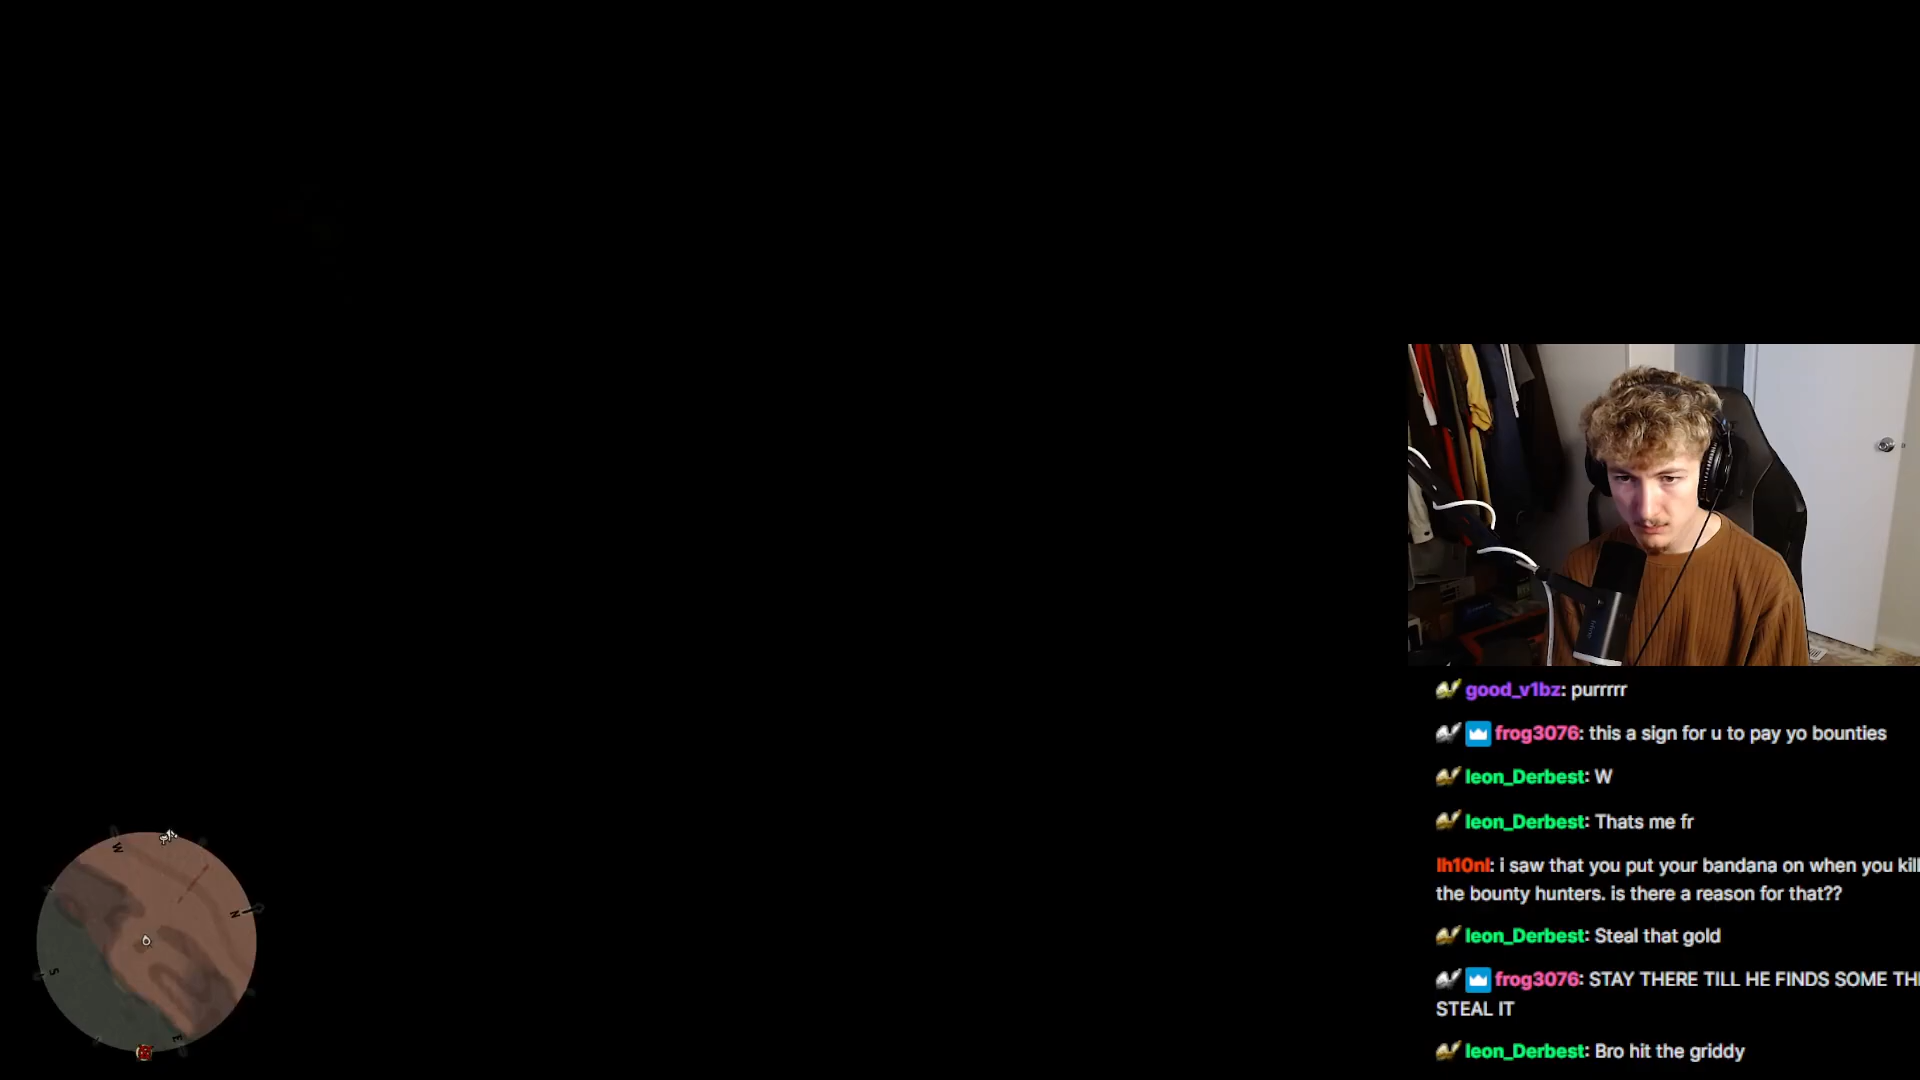 good_v1bz: purrrrr
frog3076: this a sign for u to pay yo bounties
leon_Derbest: W
leon_Derbest: Thats me fr
lh10nl: i saw that you put your bandana on when you kill
the bounty hunters. is there a reason for that??
leon_Derbest: Steal that gold
frog3076: STAY THERE TILL HE FINDS SOME
STEAL IT
W
N
S
E
leon_Derbest: Bro hit the griddy